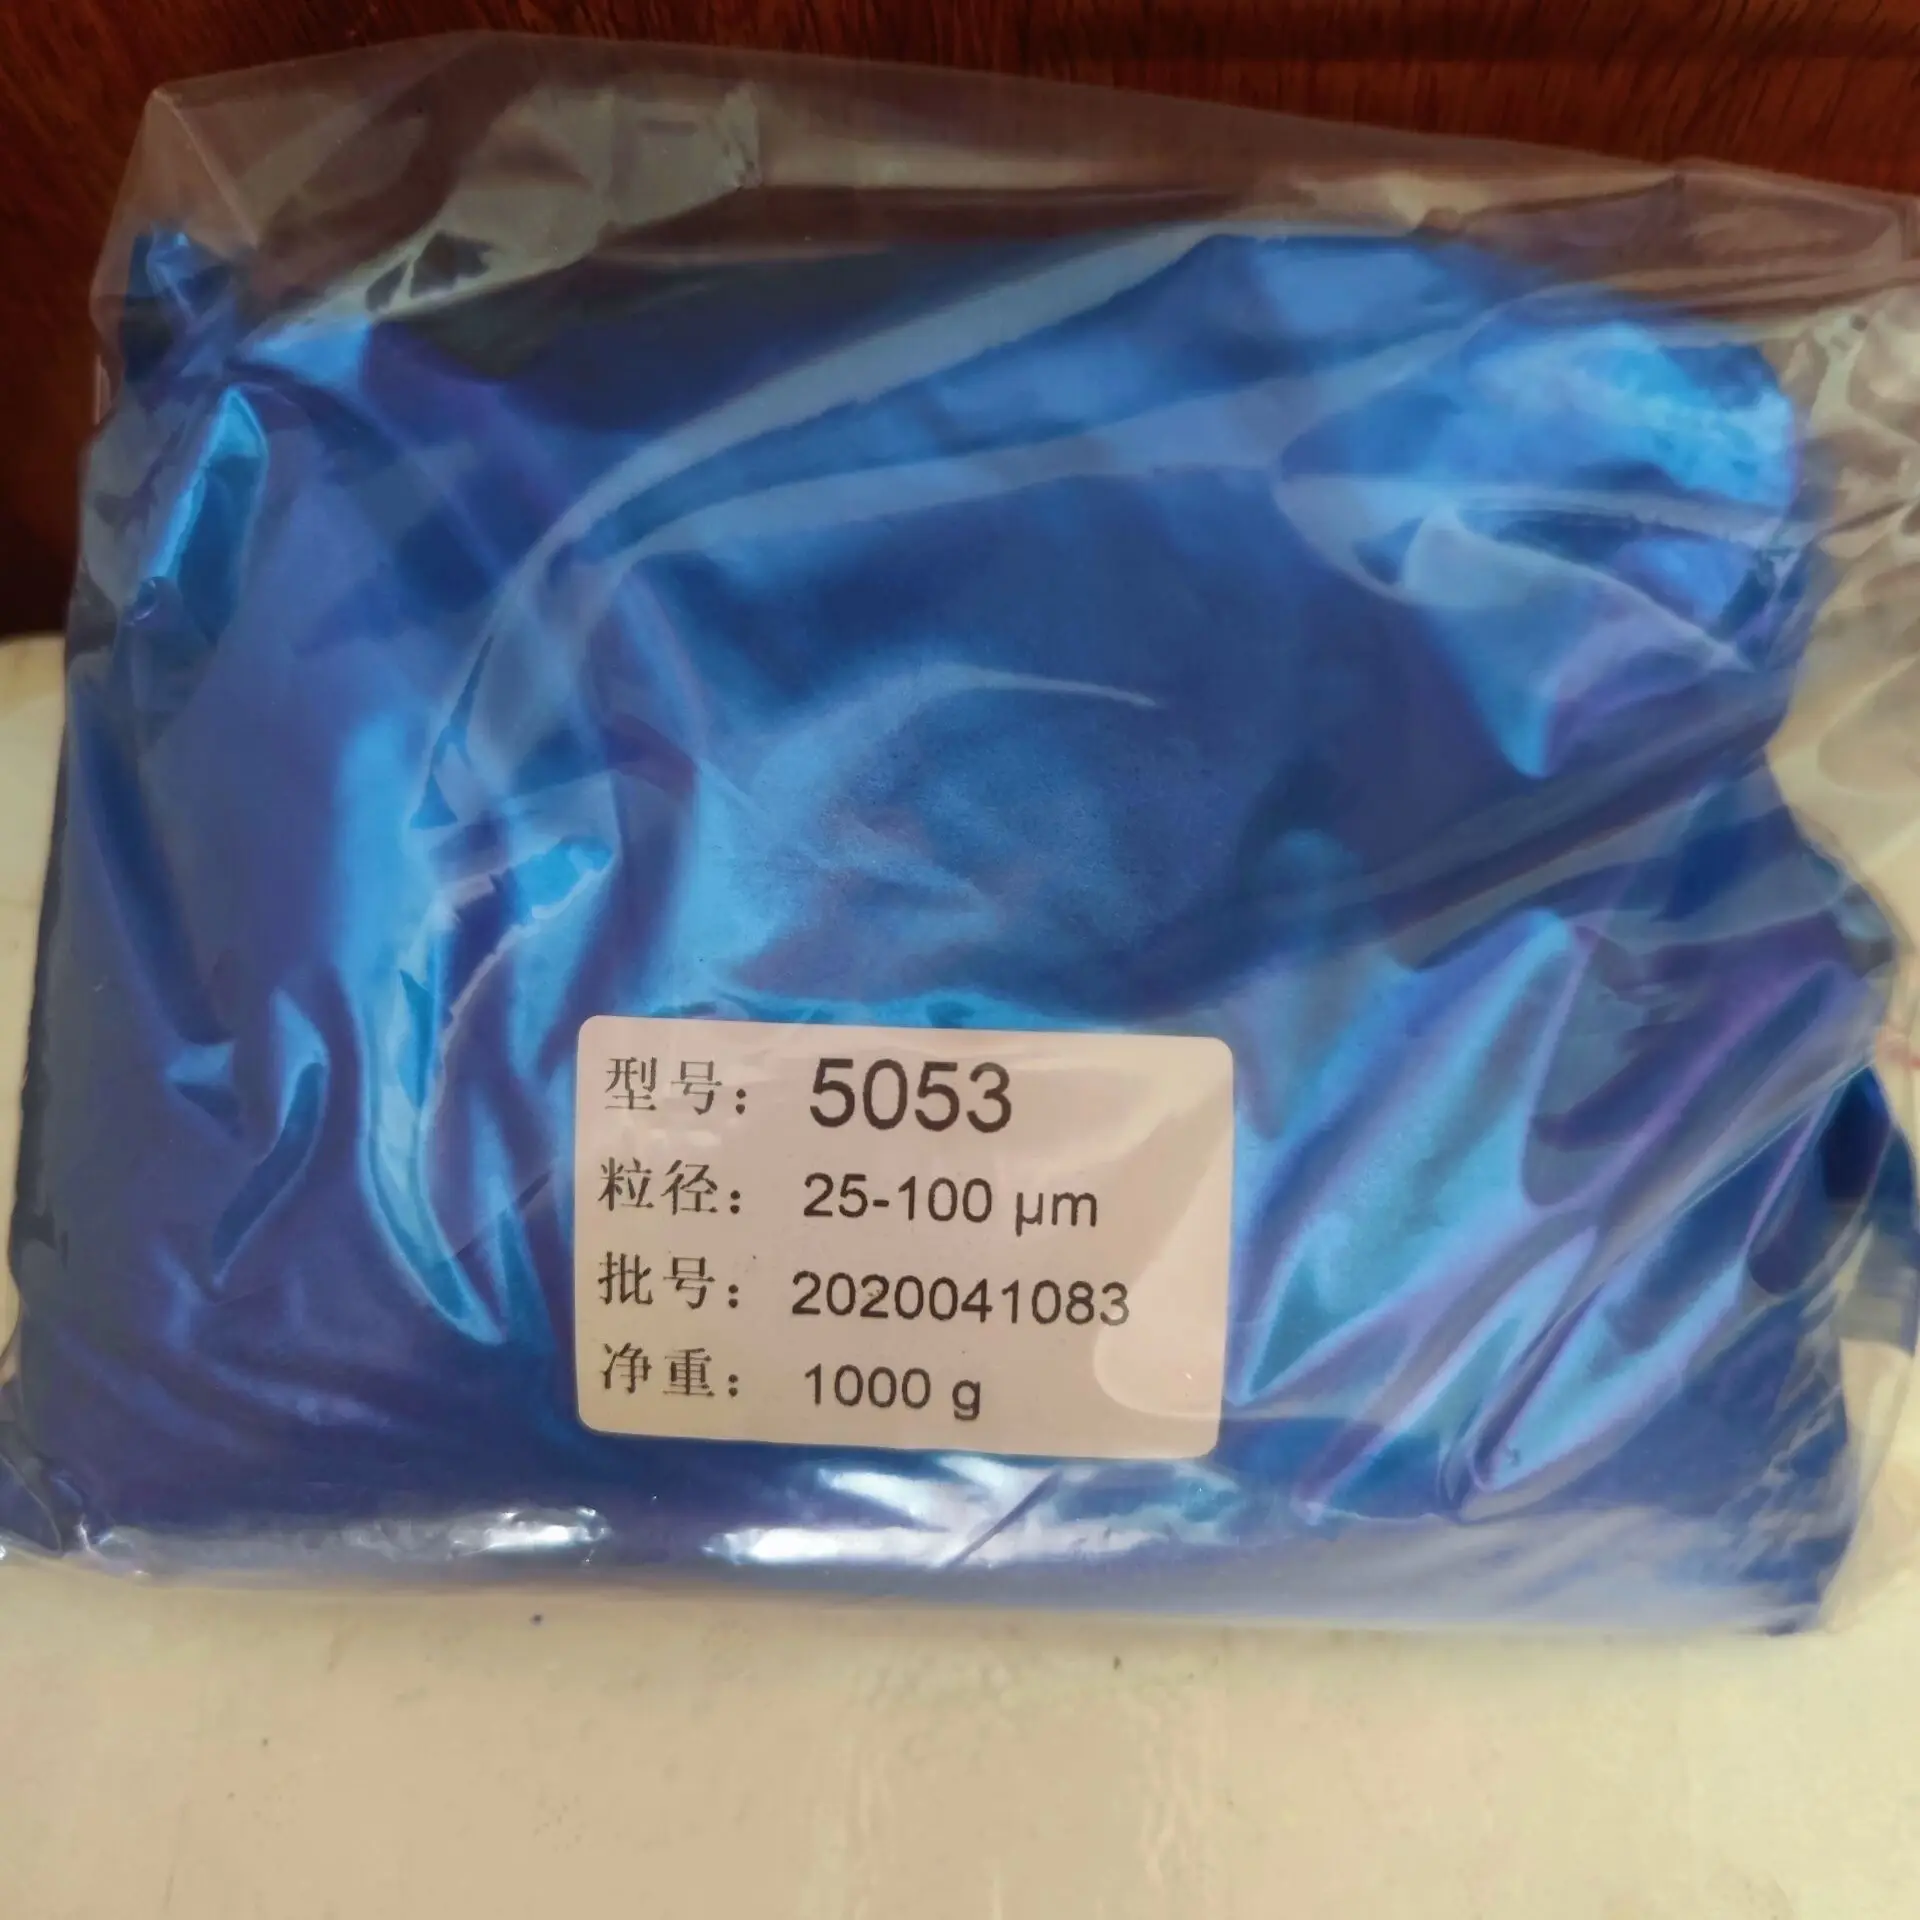 型号： 5053
粒径： 25-100 μm
批号： 2020041083
净重： 1000 g